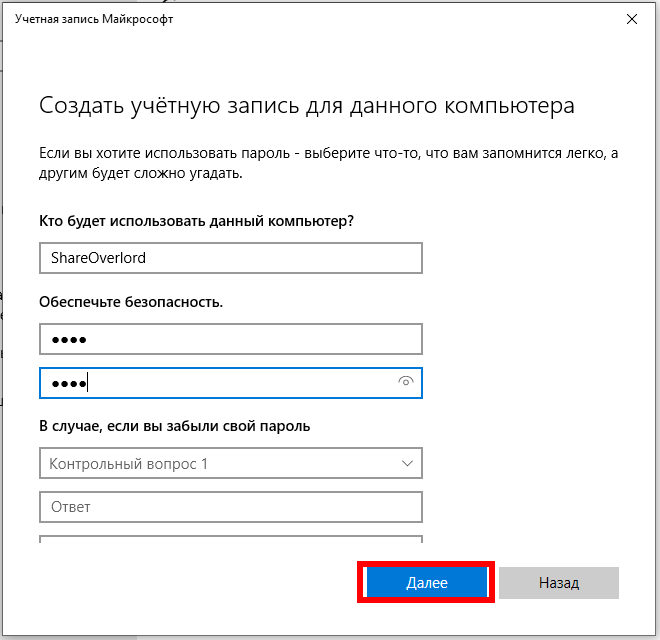 Учетная запись Майкрософт
Создать учётную запись для данного компьютера
Если вы хотите использовать пароль - выберите что-то, что вам запомнится легко, а
другим будет сложно угадать.
Кто будет использовать данный компьютер?
ShareOverlord
Обеспечьте безопасность.
●●●●
●●●●
В случае, если вы забыли свой пароль
Контрольный вопрос 1
Ответ
Далее
Назад